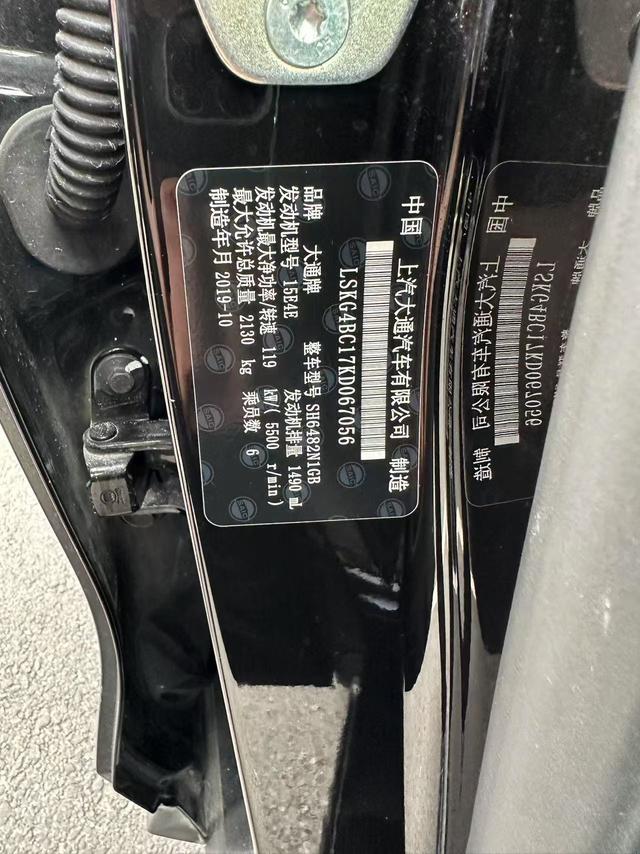 中国 上汽大通汽车有限公司 制造
LSKG4BC17KD067056
品牌 大通牌 整车型号 SH6482N1GB
发动机型号 15E4E 发动机排量 1490 mL
发动机最大净功率/转速 119 kW/( 5500 r/min )
最大允许总质量 2130 kg 乘员数 6
制造年月 2019-10